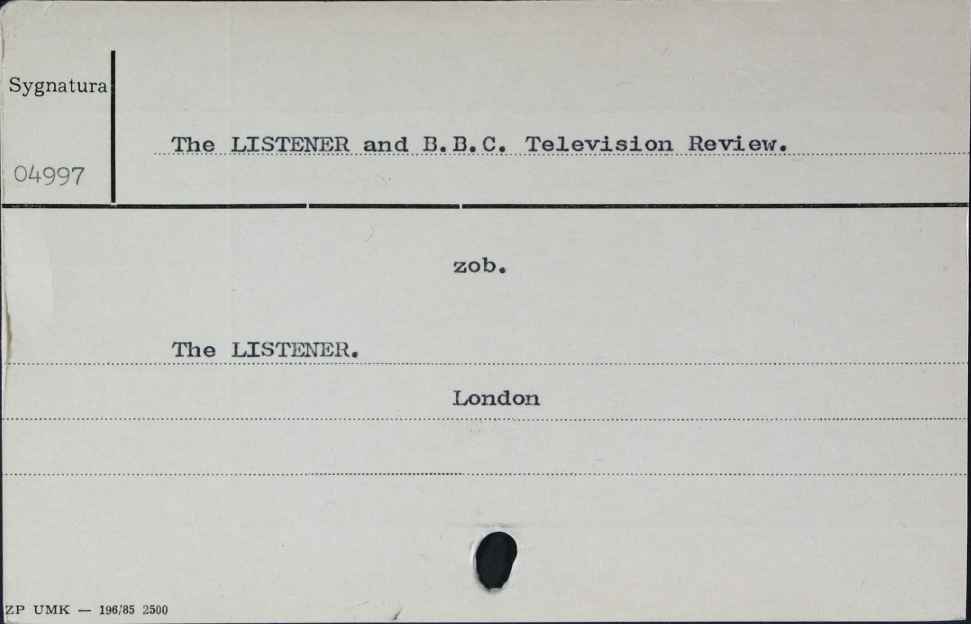 Sygnatura
The LISTENER and B.B.C. Television Review.
04997
zob.
The LISTENER.
London
ZP UMK — 196/85 2500